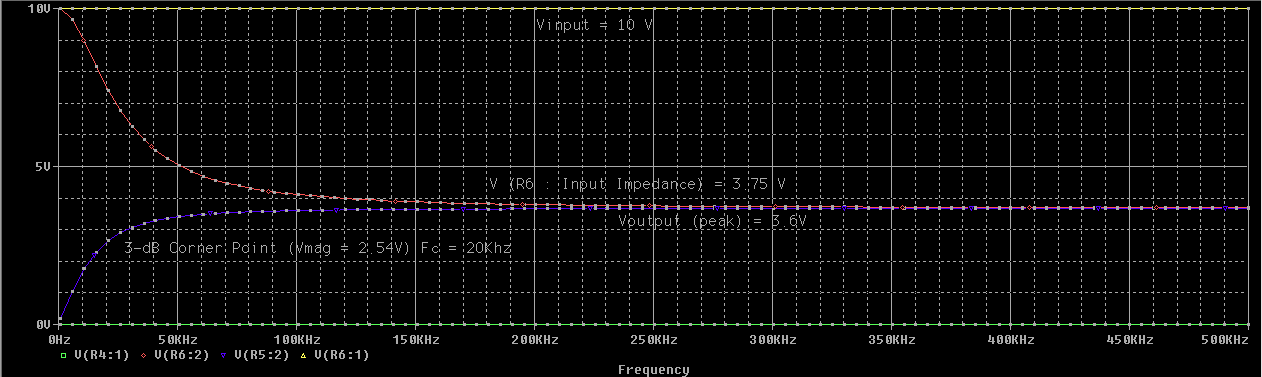 10V
Vinput = 10 V
5V
V (R6 : Input Impedance) = 3.75 V
Voutput (peak) = 3.6V
3-dB Corner Point (Vmag = 2.54V) Fc = 20Khz
0V
0Hz 50KHz 100KHz 150KHz 200KHz 250KHz 300KHz 350KHz 400KHz 450KHz 500KHz
V(R4:1) V(R6:2) V(R5:2) V(R6:1)
Frequency